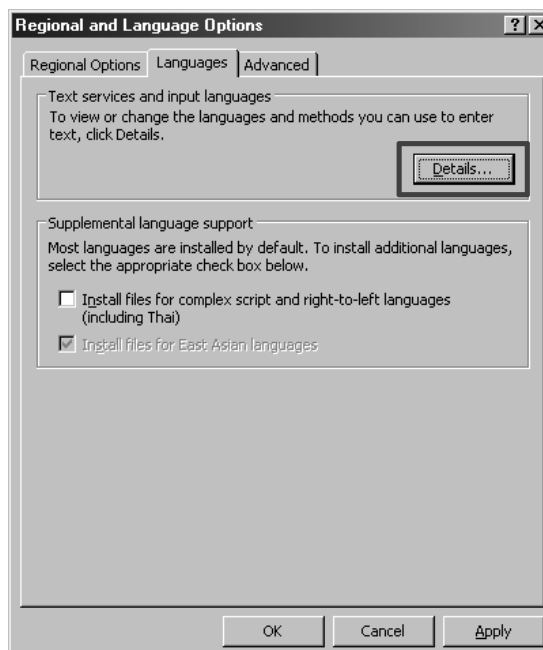 Regional and Language Options
Regional Options Languages Advanced
Text services and input languages
To view or change the languages and methods you can use to enter
text, click Details.
Details...
Supplemental language support
Most languages are installed by default. To install additional languages,
select the appropriate check box below.
Install files for complex script and right-to-left languages
(including Thai)
Install files for East Asian languages
OK Cancel Apply